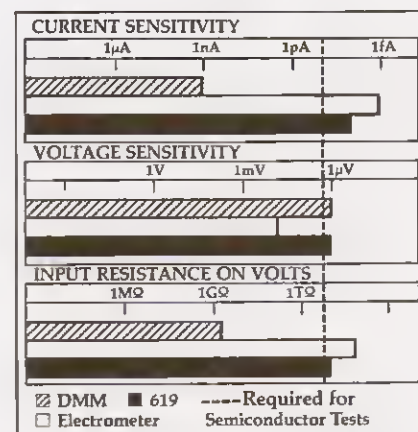 CURRENT SENSITIVITY
1μA 1nA 1pA 1fA
VOLTAGE SENSITIVITY
1V 1mV 1μV
INPUT RESISTANCE ON VOLTS
1MΩ 1GΩ 1TΩ
DMM 619 Required for
Electrometer Semiconductor Tests